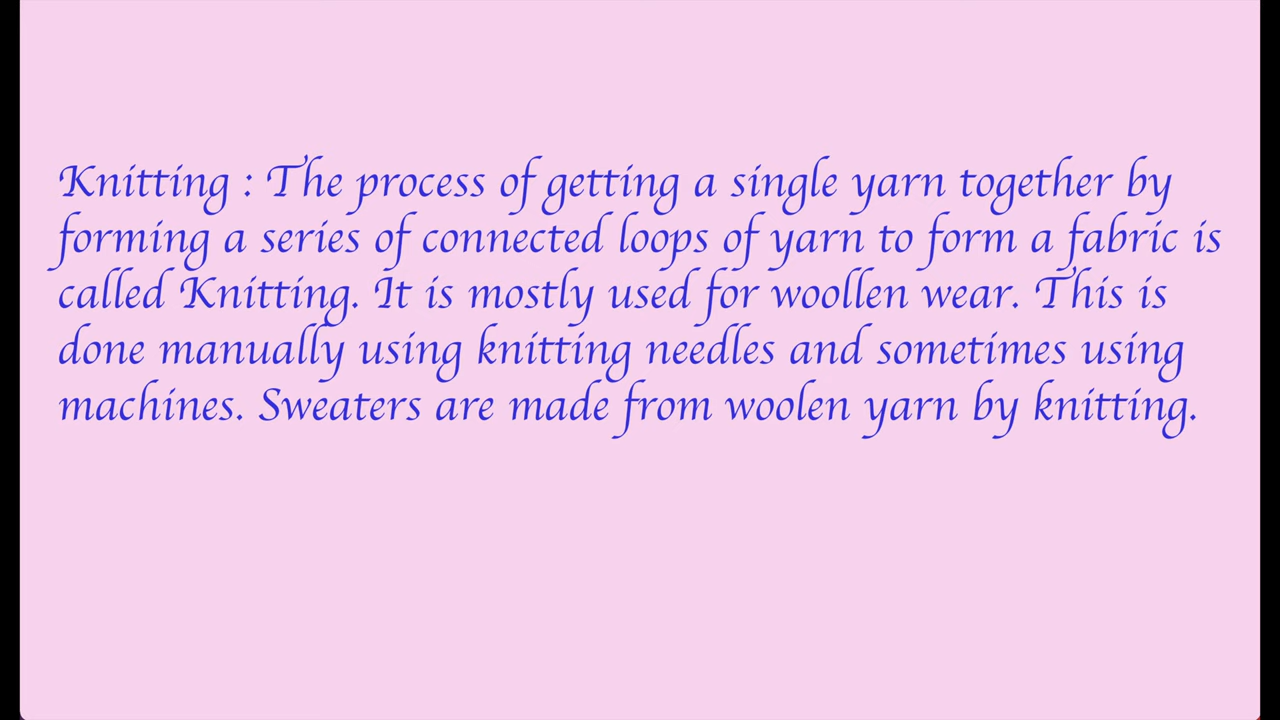 Knitting : The process of getting a single yarn together by
forming a series of connected loops of yarn to form a fabric is
called Knitting. It is mostly used for woollen wear. This is
done manually using knitting needles and sometimes using
machines. Sweaters are made from woolen yarn by knitting.